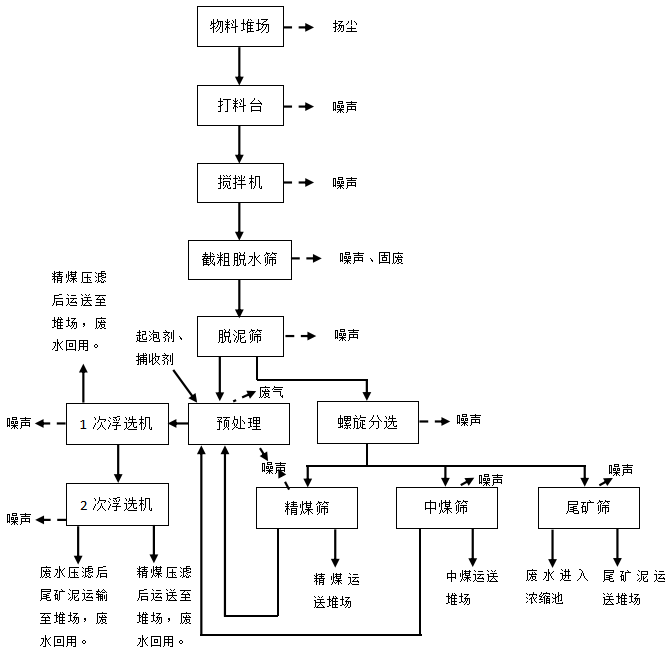 物料堆场
扬尘
打料台
噪声
搅拌机
噪声
截粗脱水筛
噪声、固废
精煤压滤
后运送至
堆场，废
水回用。
起泡剂、
捕收剂
脱泥筛
噪声
废气
噪声
1次浮选机
预处理
螺旋分选
噪声
噪声
噪声
噪声
噪声
2次浮选机
精煤筛
中煤筛
尾矿筛
废水压滤后
尾矿泥运输
至堆场，废
水回用。
精煤压滤
后运送至
堆场，废
水回用。
精煤运
送堆场
中煤运送
堆场
废水进入
浓缩池
尾矿泥运
送堆场